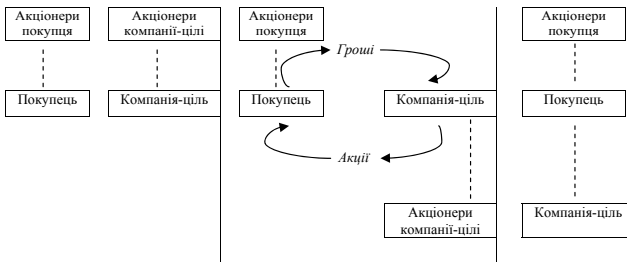 Акціонери
покупця
Акціонери
компанії-цілі
Покупець
Компанія-ціль
Акціонери
покупця
Гроші
Покупець
Компанія-ціль
Акції
Акціонери
компанії-цілі
Акціонери
покупця
Покупець
Компанія-ціль